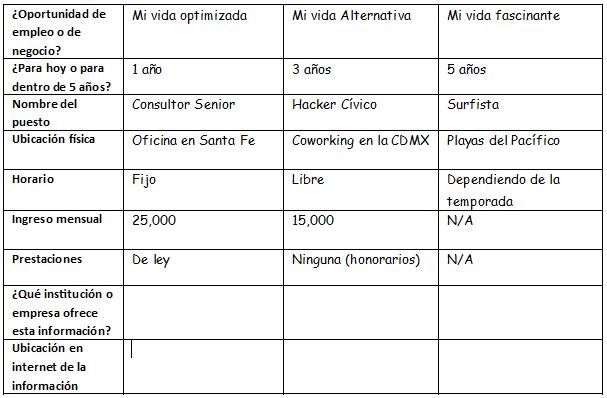 ¿Oportunidad de
empleo o de
negocio?
Mi vida optimizada
Mi vida Alternativa
Mi vida fascinante
¿Para hoy o para
dentro de 5 años?
1 año
3 años
5 años
Nombre del
puesto
Consultor Senior
Hacker Cívico
Surfista
Ubicación física
Oficina en Santa Fe
Coworking en la CDMX
Playas del Pacífico
Horario
Fijo
Libre
Dependiendo de la
temporada
Ingreso mensual
25,000
15,000
N/A
Prestaciones
De ley
Ninguna (honorarios)
N/A
¿Qué institución o
empresa ofrece
esta información?
Ubicación en
internet de la
información